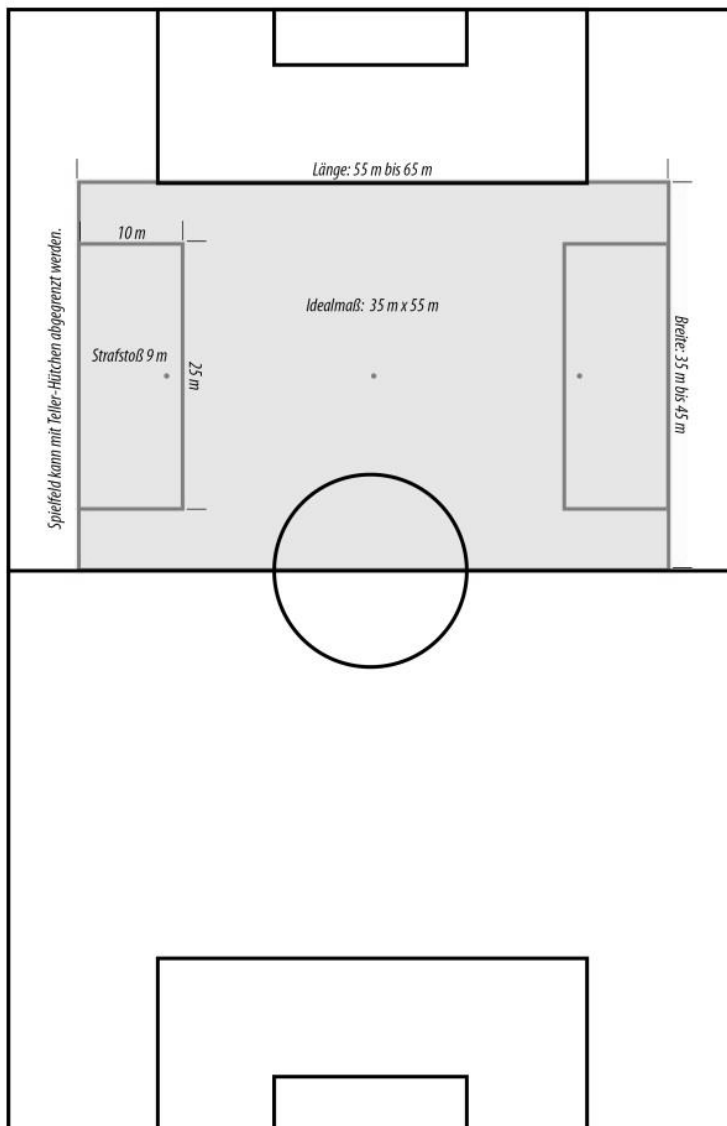 Länge: 55 m bis 65 m
10 m
Idealmaß: 35 m x 55 m
Strafstoß 9 m
25 m
Breite: 35 m bis 45 m
Spielfeld kann mit Teller-Hütchen abgegrenzt werden.